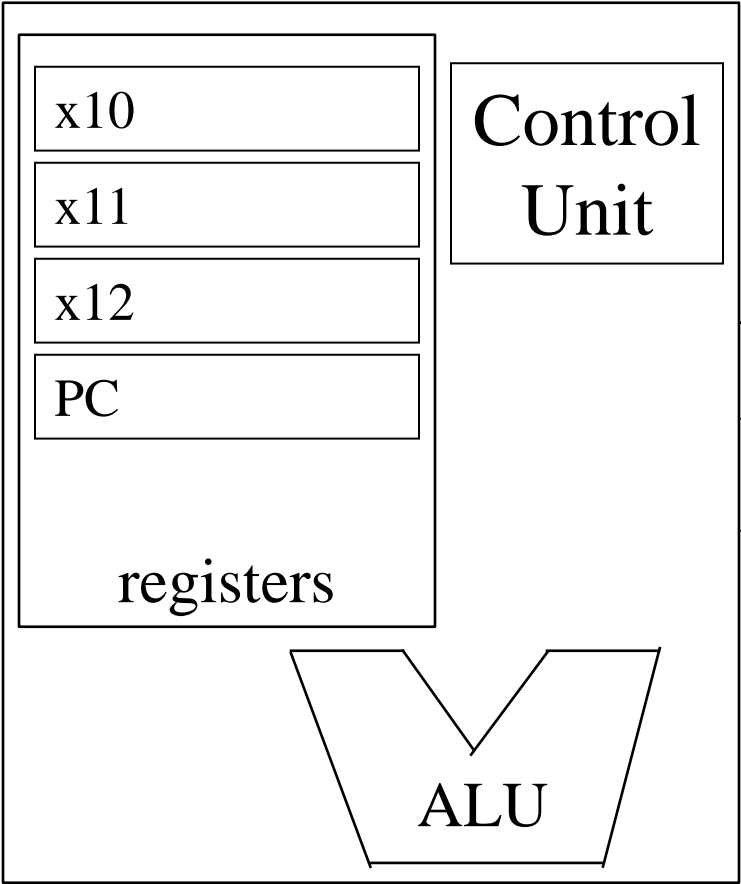 x10
x11
x12
PC
registers
Control
Unit
ALU